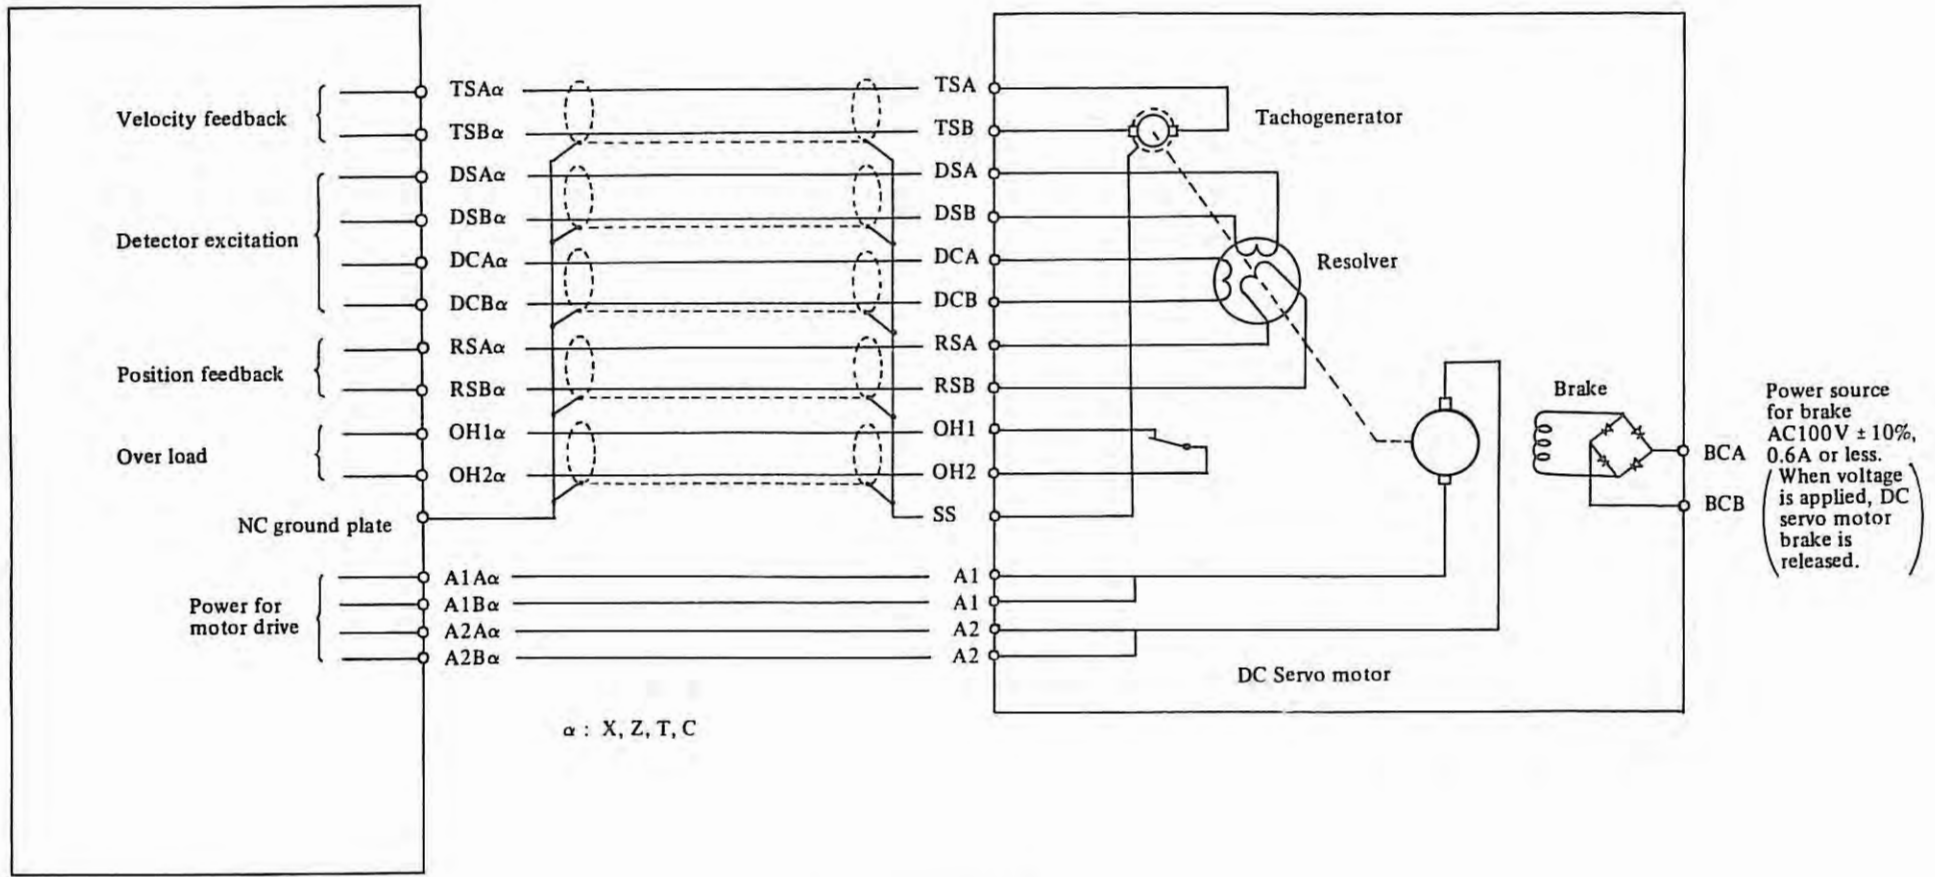 Velocity feedback
Detector excitation
Position feedback
Over load
NC ground plate
Power for
motor drive
TSAα
TSBα
DSAα
DSBα
DCAα
DCBα
RSAα
RSBα
OH1α
OH2α
A1Aα
A1Bα
A2Aα
A2Bα
α : X, Z, T, C
TSA
TSB
DSA
DSB
DCA
DCB
RSA
RSB
OH1
OH2
SS
A1
A1
A2
A2
Tachogenerator
Resolver
Brake
DC Servo motor
BCA
BCB
Power source
for brake
AC100V ± 10%,
0.6A or less.
(When voltage
is applied, DC
servo motor
brake is
released.)